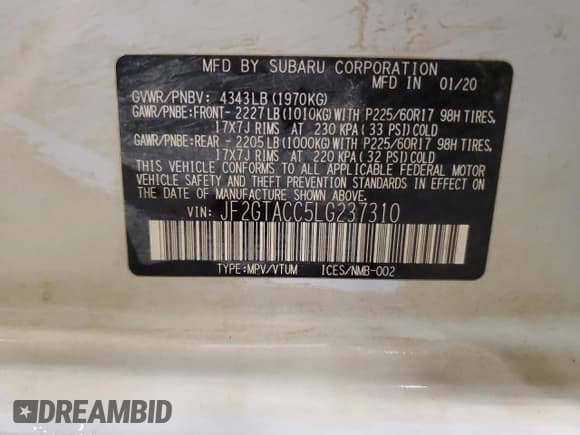 MFD BY SUBARU CORPORATION
MFD IN 01/20
GVWR/PNBV: 4343LB (1970KG)
GAWR/PNBE:FRONT- 2227LB (1010KG)WITH P225/60R17 98H TIRES,
17X7J RIMS AT 230 KPA (33 PSI)COLD
GAWR/PNBE:REAR - 2205LB (1000KG)WITH P225/60R17 98H TIRES,
17X7J RIMS AT 220 KPA (32 PSI)COLD
THIS VEHICLE CONFORMS TO ALL APPLICABLE FEDERAL MOTOR
VEHICLE SAFETY AND THEFT PREVENTION STANDARDS IN EFFECT ON
THE DATE OF MANUFACTURE SHOWN ABOVE.
VIN: JF2GTACC5LG237310
TYPE:MPV/VTUM ICES/NMB-002
DREAMBID